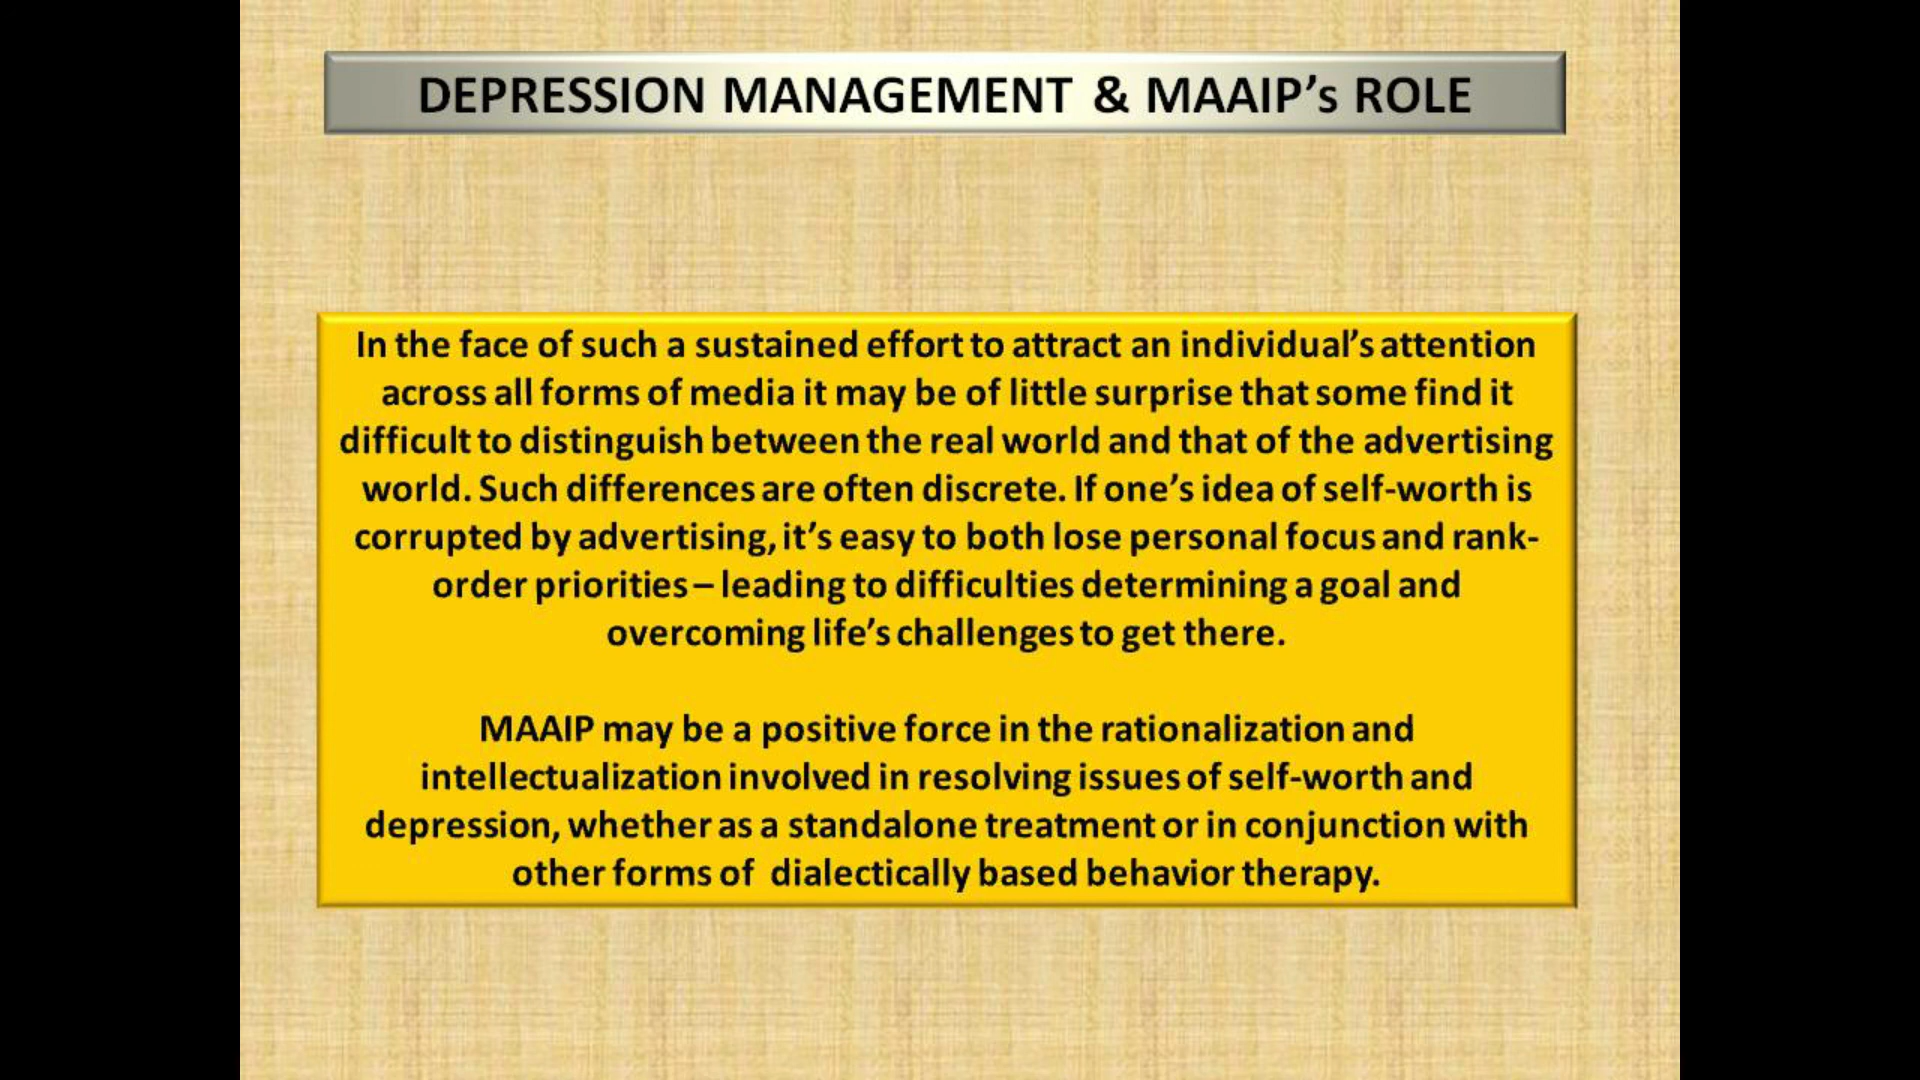 DEPRESSION MANAGEMENT & MAAIP’s ROLE
In the face of such a sustained effort to attract an individual’s attention
across all forms of media it may be of little surprise that some find it
difficult to distinguish between the real world and that of the advertising
world. Such differences are often discrete. If one’s idea of self-worth is
corrupted by advertising, it’s easy to both lose personal focus and rank-
order priorities – leading to difficulties determining a goal and
overcoming life’s challenges to get there.
MAAIP may be a positive force in the rationalization and
intellectualization involved in resolving issues of self-worth and
depression, whether as a standalone treatment or in conjunction with
other forms of dialectically based behavior therapy.